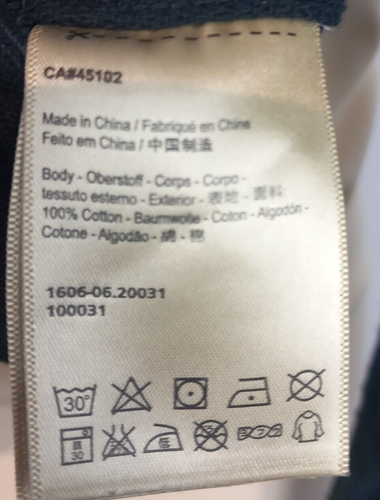 CA#45102
Made in China / Fabriqué en Chine
Feito em China / 中国制造
Body - Oberstoff - Corps - Corpo -
tessuto esterno - Exterior - 表地 - 面料:
100% Cotton - Baumwolle - Coton - Algodón -
Cotone - Algodão - 綿 - 棉
1606-06.20031
100031
30°
30
低